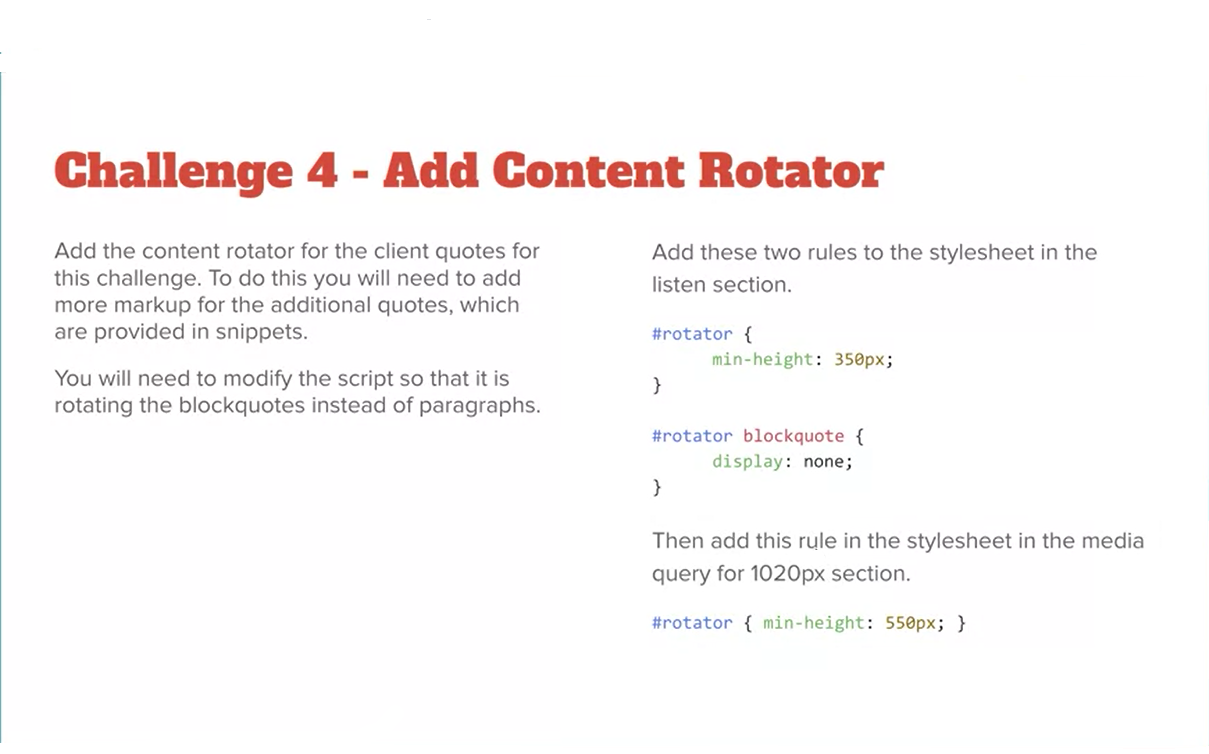 Challenge 4 - Add Content Rotator
Add the content rotator for the client quotes for
this challenge. To do this you will need to add
more markup for the additional quotes, which
are provided in snippets.
You will need to modify the script so that it is
rotating the blockquotes instead of paragraphs.
Add these two rules to the stylesheet in the
listen section.
#rotator {
min-height: 350px;
}
#rotator blockquote {
display: none;
}
Then add this rule in the stylesheet in the media
query for 1020px section.
#rotator { min-height: 550px; }